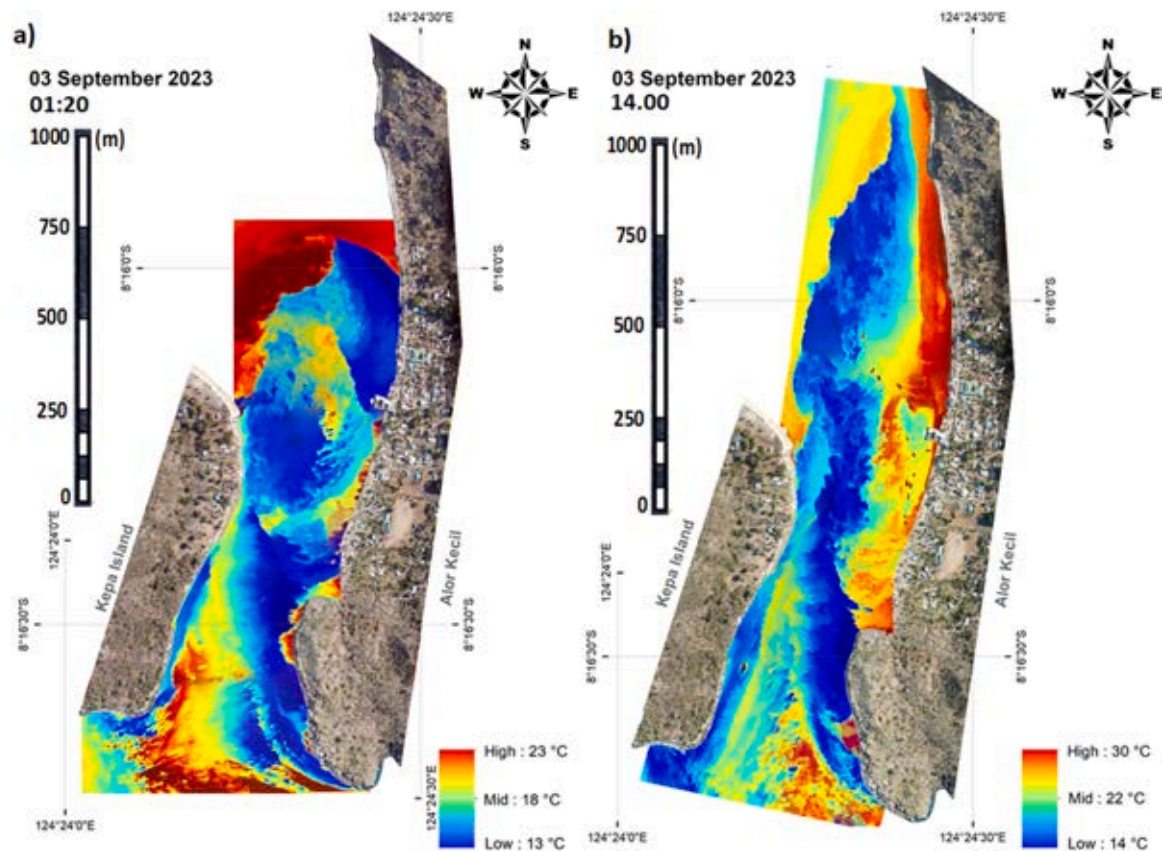 a)
03 September 2023
01:20
1000 (m)
750
500
250
0
N
W E
S
124°24'30"E
8°16'0"S
8°16'0"S
124°24'0"E
8°16'30"S
8°16'30"S
Kepa Island
Alor Kecil
124°24'0"E
124°24'30"E
High : 23 °C
Mid : 18 °C
Low : 13 °C
b)
03 September 2023
14.00
1000 (m)
750
500
250
0
N
W E
S
124°24'30"E
8°16'0"S
8°16'0"S
124°24'0"E
8°16'30"S
8°16'30"S
Kepa Island
Alor Kecil
124°24'0"E
124°24'30"E
High : 30 °C
Mid : 22 °C
Low : 14 °C